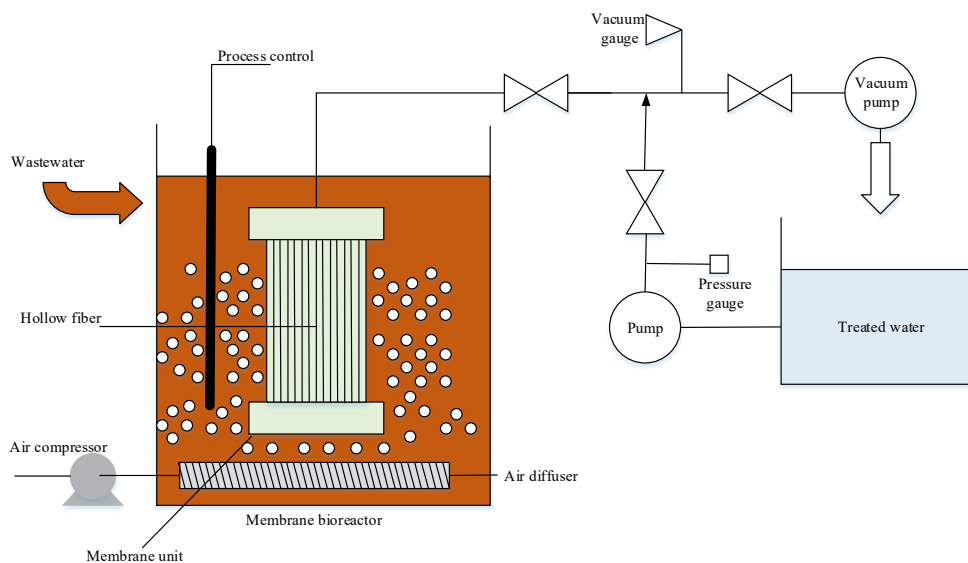 Vacuum
gauge
Process control
Vacuum
pump
Wastewater
Pressure
gauge
Hollow fiber
Pump
Treated water
Air compressor
Air diffuser
Membrane bioreactor
Membrane unit